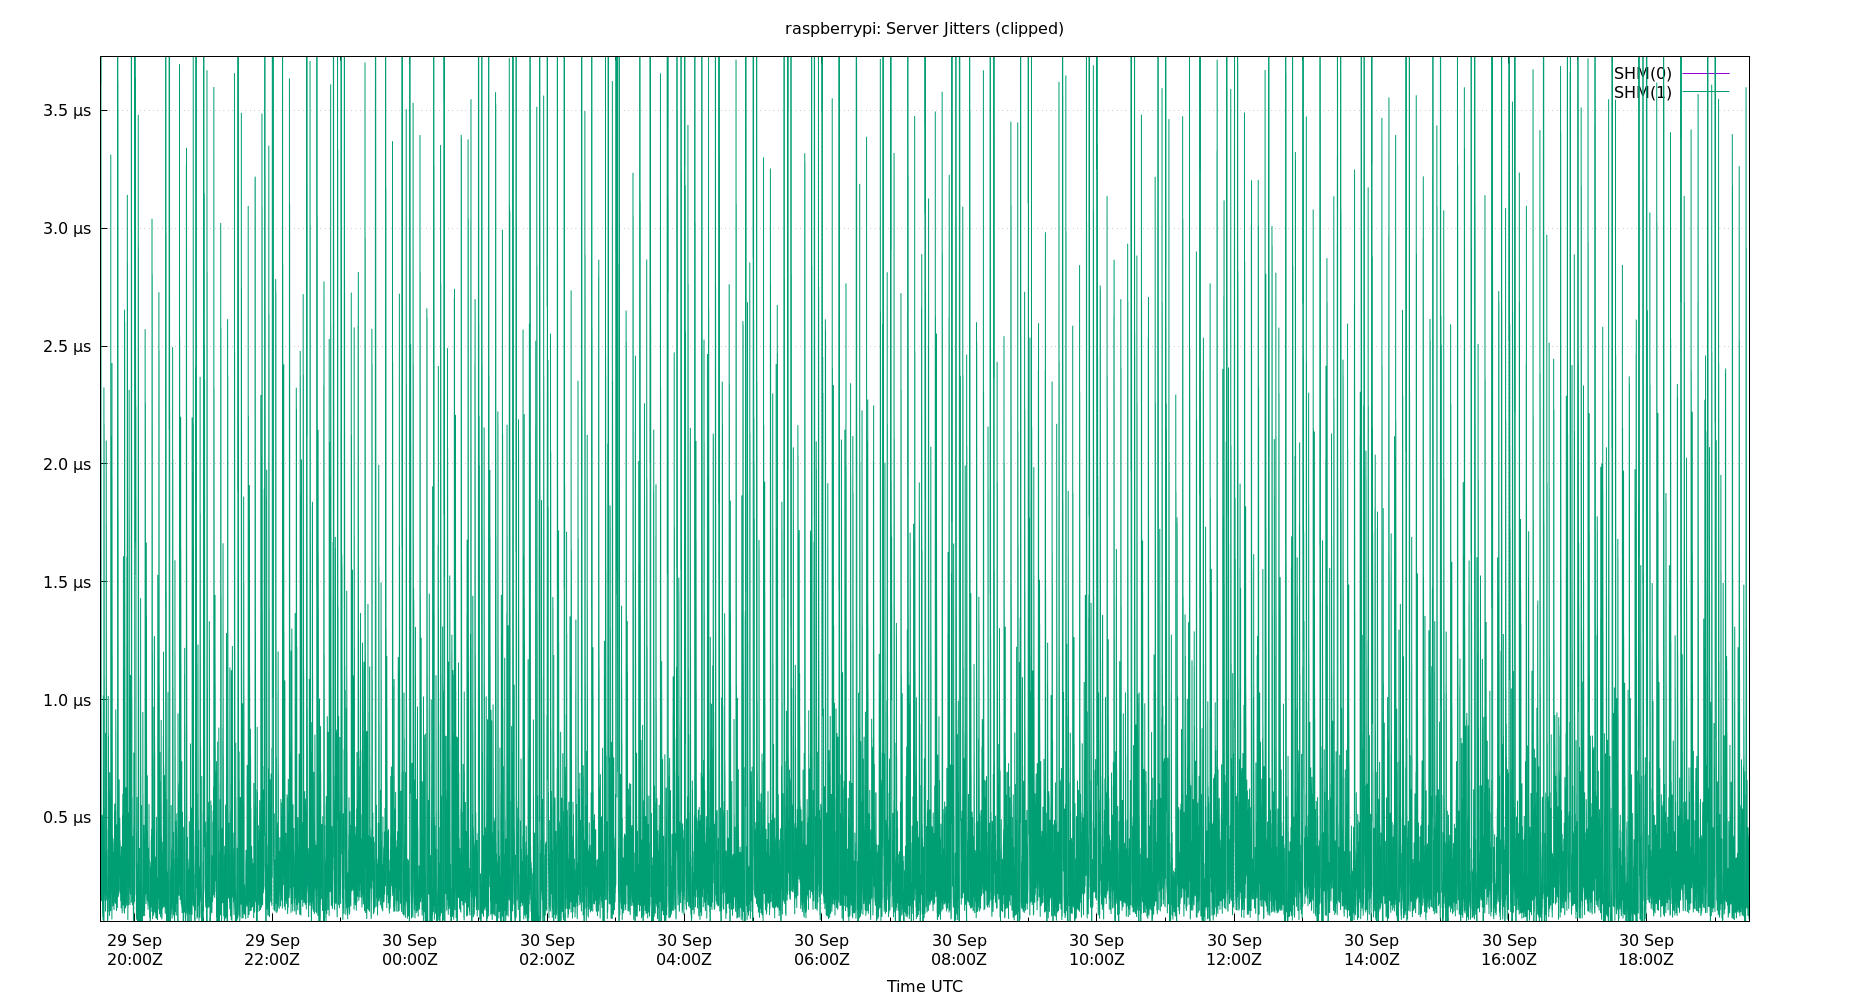 raspberrypi: Server Jitters (clipped)
SHM(0)
SHM(1)
3.5 µs
3.0 µs
2.5 µs
2.0 µs
1.5 µs
1.0 µs
0.5 µs
29 Sep 29 Sep 30 Sep 30 Sep 30 Sep 30 Sep 30 Sep 30 Sep 30 Sep 30 Sep 30 Sep 30 Sep
20:00Z 22:00Z 00:00Z 02:00Z 04:00Z 06:00Z 08:00Z 10:00Z 12:00Z 14:00Z 16:00Z 18:00Z
Time UTC